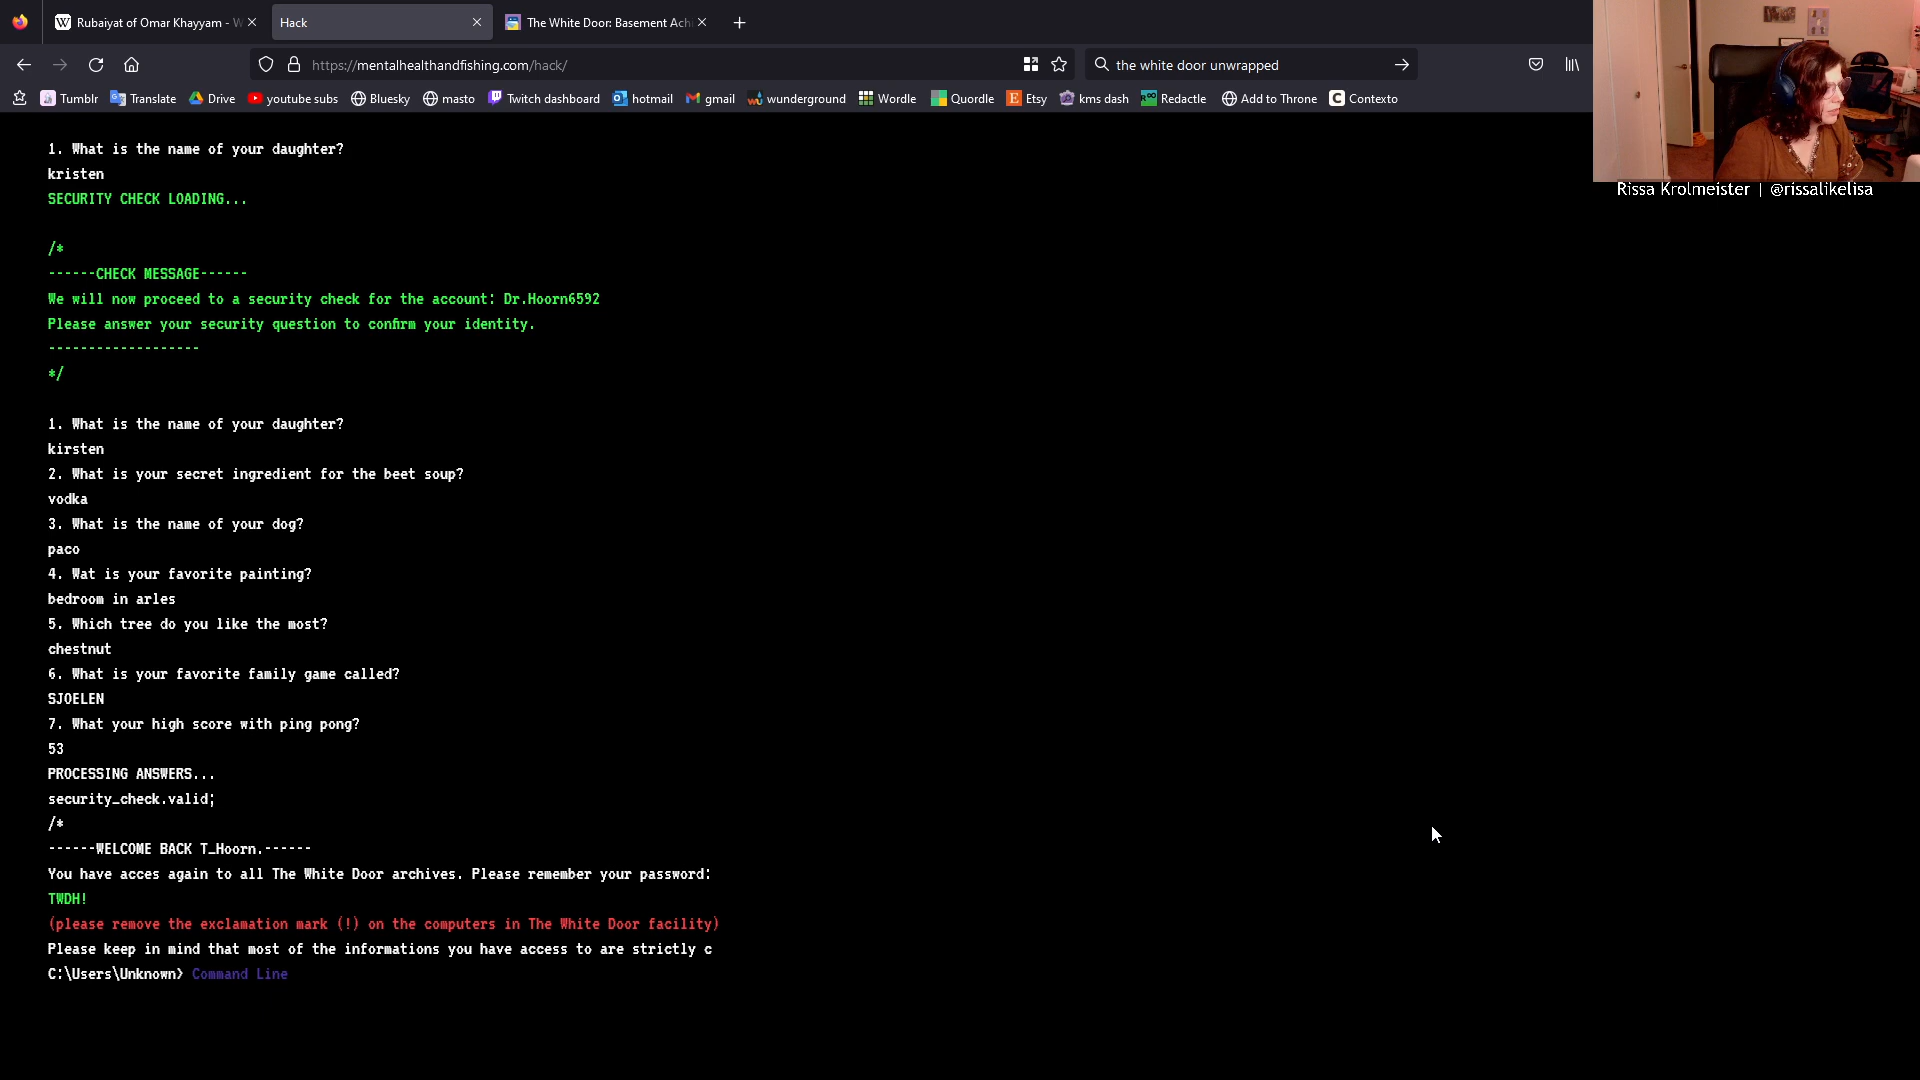 Rubaiyat of Omar Khayyam - W
Hack
The White Door: Basement Achi
https://mentalhealthandfishing.com/hack/
the white door unwrapped
Tumblr
Translate
Drive
youtube subs
Bluesky
masto
Twitch dashboard
hotmail
gmail
wunderground
Wordle
Quordle
Etsy
kms dash
Redactle
Add to Throne
Contexto
Rissa Krolmeister | @rissalikelisa
1. What is the name of your daughter?
kristen
SECURITY CHECK LOADING...
/*
------CHECK MESSAGE------
We will now proceed to a security check for the account: Dr.Hoorn6592
Please answer your security question to confirm your identity.
-------------------
*/
1. What is the name of your daughter?
kirsten
2. What is your secret ingredient for the beet soup?
vodka
3. What is the name of your dog?
paco
4. Wat is your favorite painting?
bedroom in arles
5. Which tree do you like the most?
chestnut
6. What is your favorite family game called?
SJOELEN
7. What your high score with ping pong?
53
PROCESSING ANSWERS...
security_check.valid;
/*
------WELCOME BACK T_Hoorn.------
You have acces again to all The White Door archives. Please remember your password:
TWDH!
(please remove the exclamation mark (!) on the computers in The White Door facility)
Please keep in mind that most of the informations you have access to are strictly c
C:\Users\Unknown> Command Line